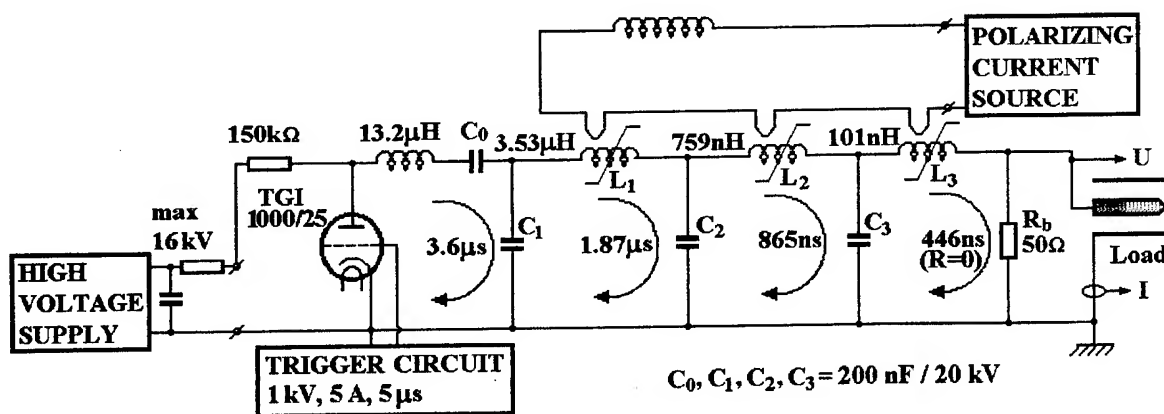 POLARIZING
CURRENT
SOURCE
150kΩ
13.2μH
C₀
3.53μH
759nH
101nH
L₁
L₂
L₃
TGI
1000/25
max
16kV
3.6μs
C₁
1.87μs
C₂
865ns
C₃
446ns
(R=0)
R_b
50Ω
U
Load
I
HIGH
VOLTAGE
SUPPLY
TRIGGER CIRCUIT
1kV, 5A, 5μs
C₀, C₁, C₂, C₃ = 200 nF / 20 kV